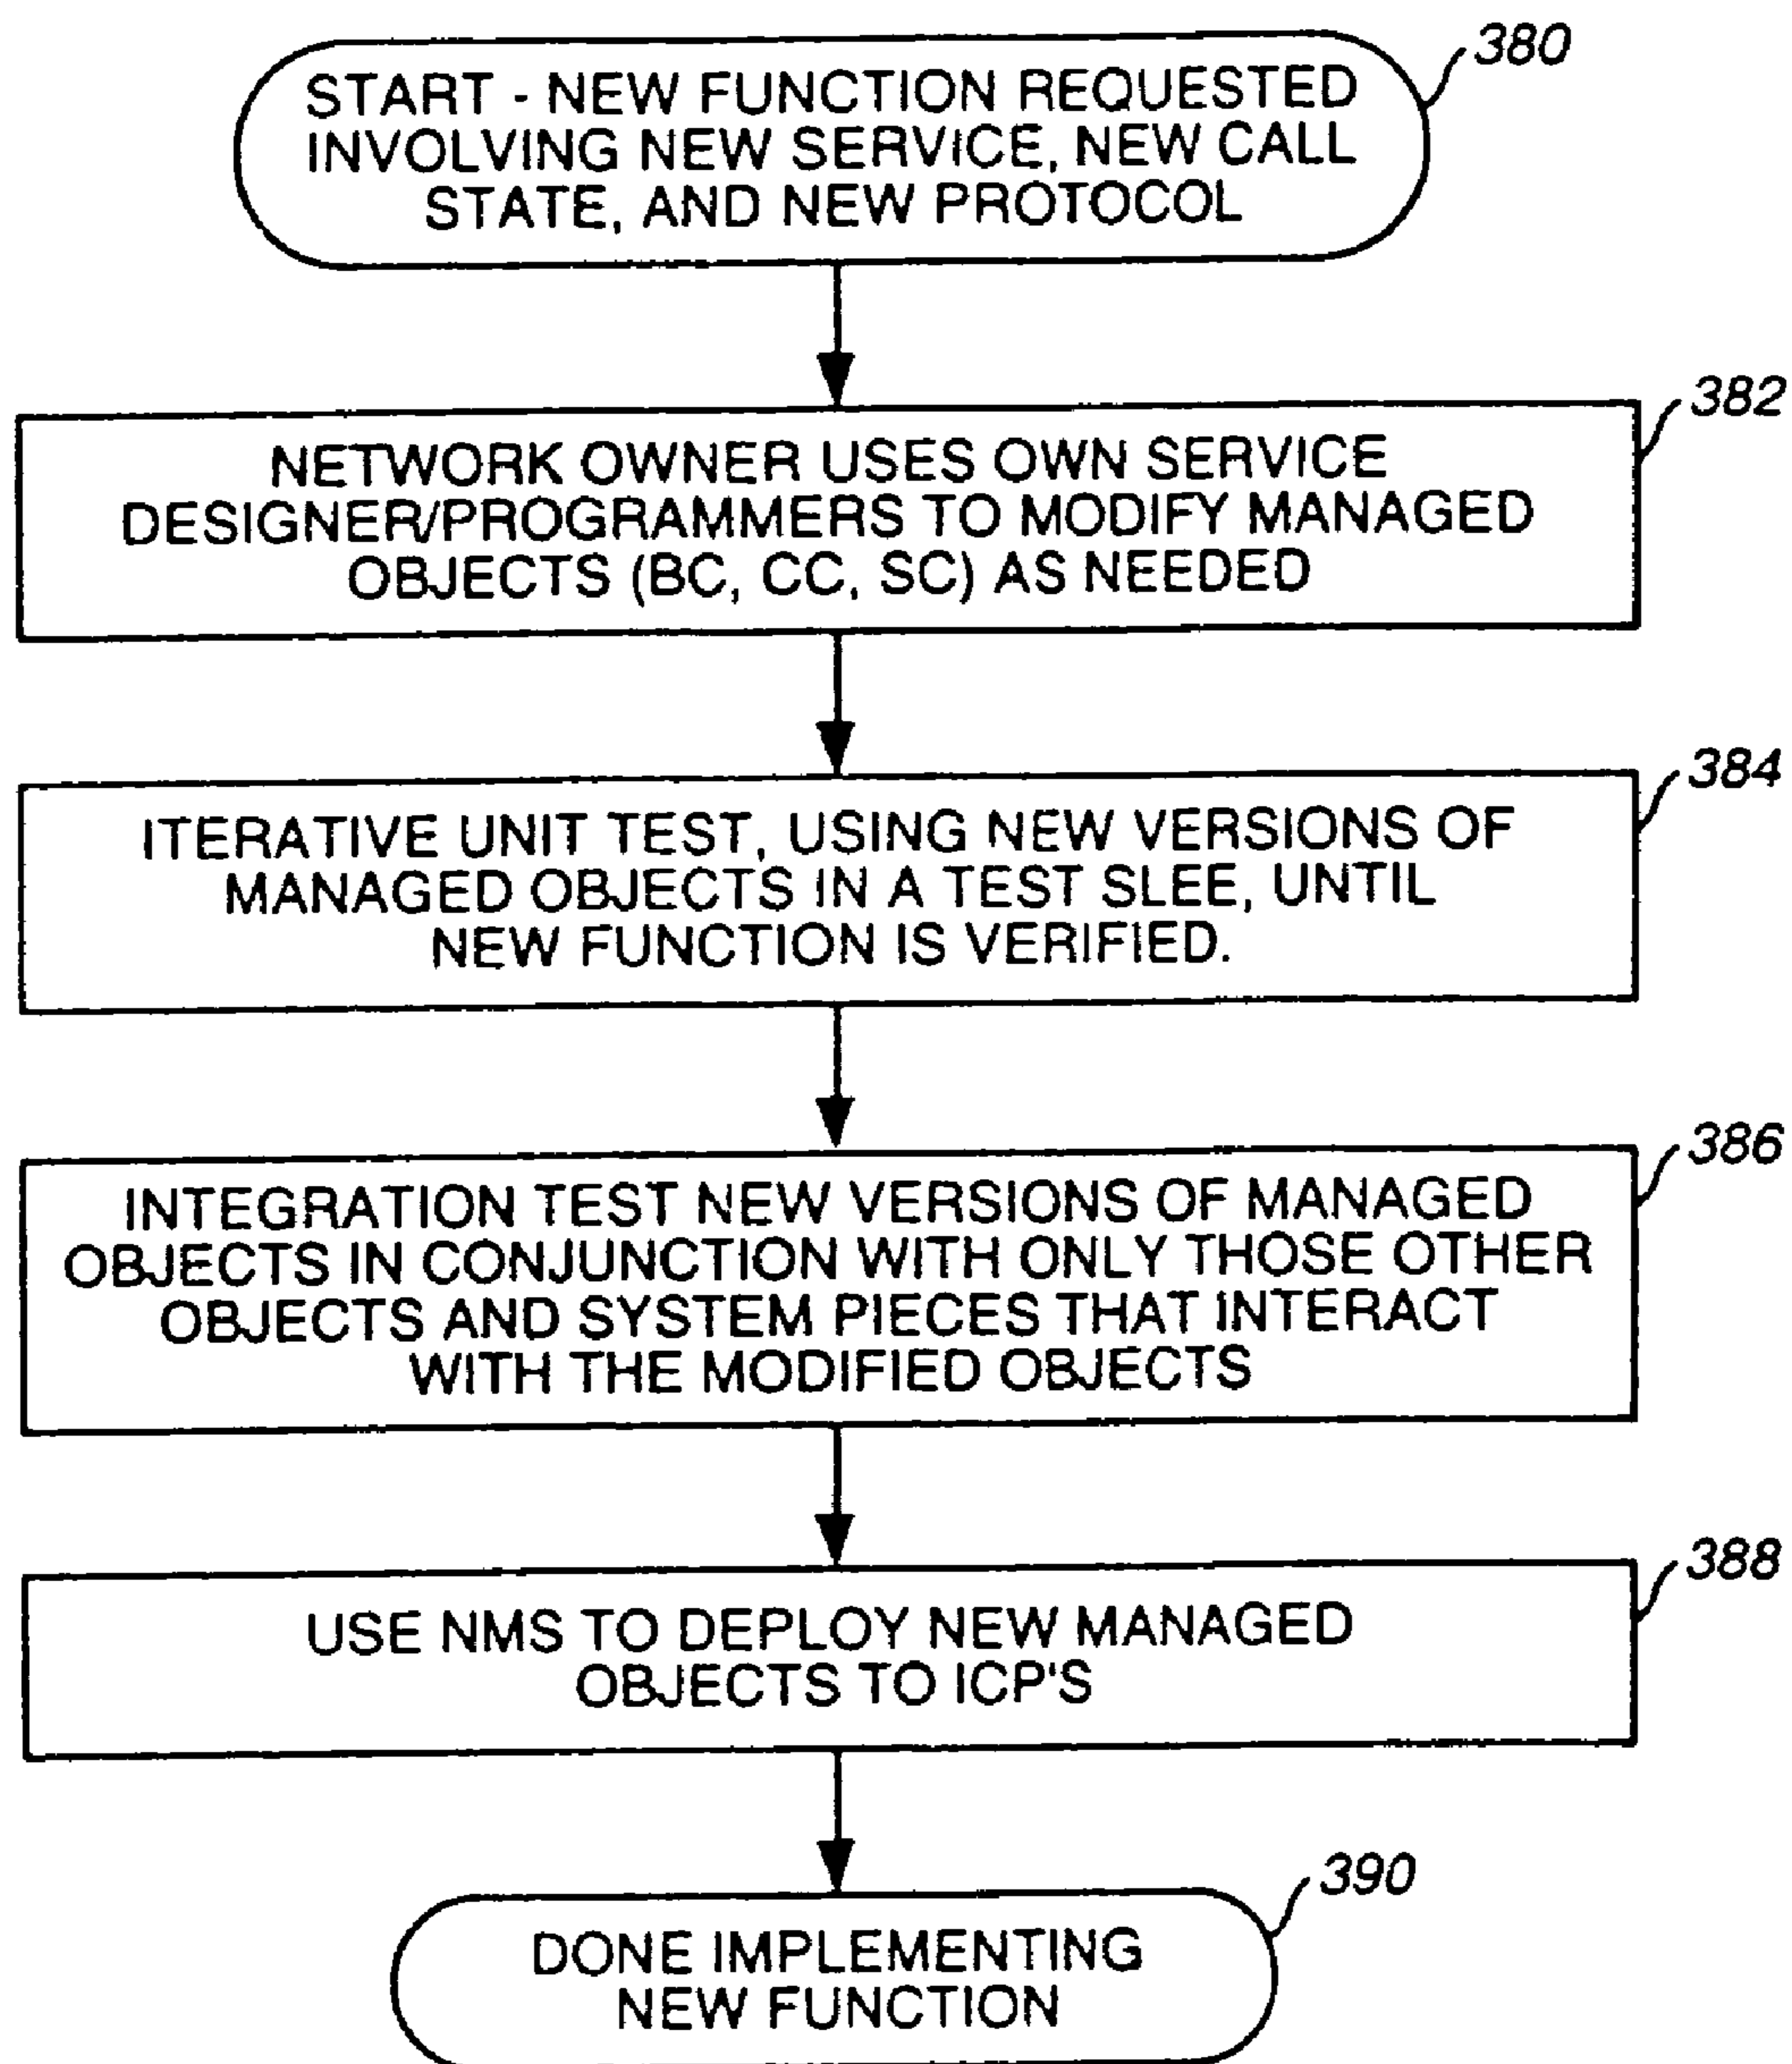 380
START - NEW FUNCTION REQUESTED
INVOLVING NEW SERVICE, NEW CALL
STATE, AND NEW PROTOCOL
382
NETWORK OWNER USES OWN SERVICE
DESIGNER/PROGRAMMERS TO MODIFY MANAGED
OBJECTS (BC, CC, SC) AS NEEDED
384
ITERATIVE UNIT TEST, USING NEW VERSIONS OF
MANAGED OBJECTS IN A TEST SLEE, UNTIL
NEW FUNCTION IS VERIFIED.
386
INTEGRATION TEST NEW VERSIONS OF MANAGED
OBJECTS IN CONJUNCTION WITH ONLY THOSE OTHER
OBJECTS AND SYSTEM PIECES THAT INTERACT
WITH THE MODIFIED OBJECTS
388
USE NMS TO DEPLOY NEW MANAGED
OBJECTS TO ICP'S
390
DONE IMPLEMENTING
NEW FUNCTION